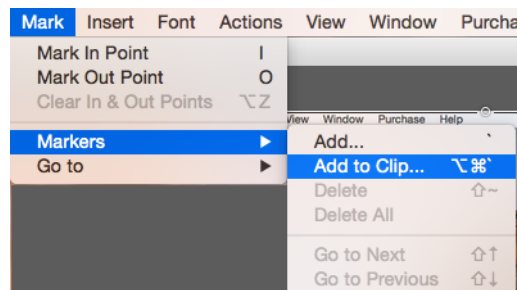 Mark Insert Font Actions View Window Purcha
Mark In Point I
Mark Out Point O
Clear In & Out Points ⌥Z
View Window Purchase Help
Markers ▶
Add... `
Go to ▶
Add to Clip... ⌥⌘`
Delete ⇧~
Delete All
Go to Next ⇧↑
Go to Previous ⇧↓